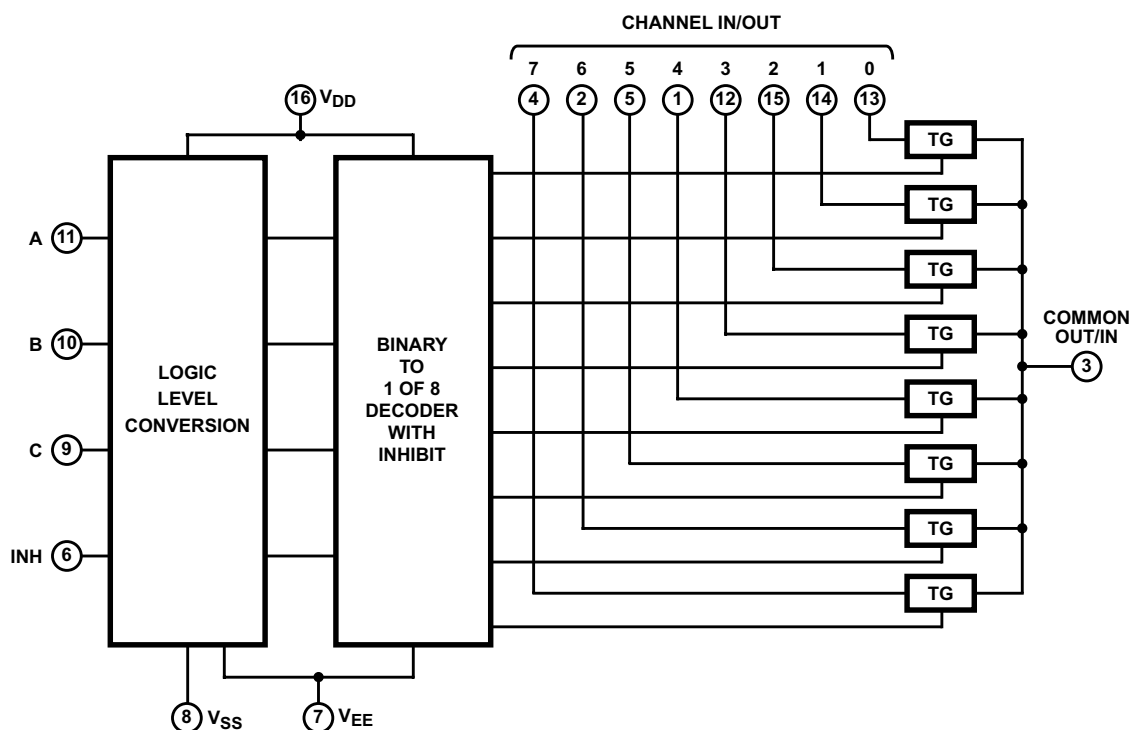 CHANNEL IN/OUT
7 6 5 4 3 2 1 0
4 2 5 1 12 15 14 13
16 VDD
TG
TG
TG
TG
TG
TG
TG
TG
A 11
B 10
C 9
INH 6
LOGIC
LEVEL
CONVERSION
BINARY
TO
1 OF 8
DECODER
WITH
INHIBIT
COMMON
OUT/IN
3
8 VSS
7 VEE